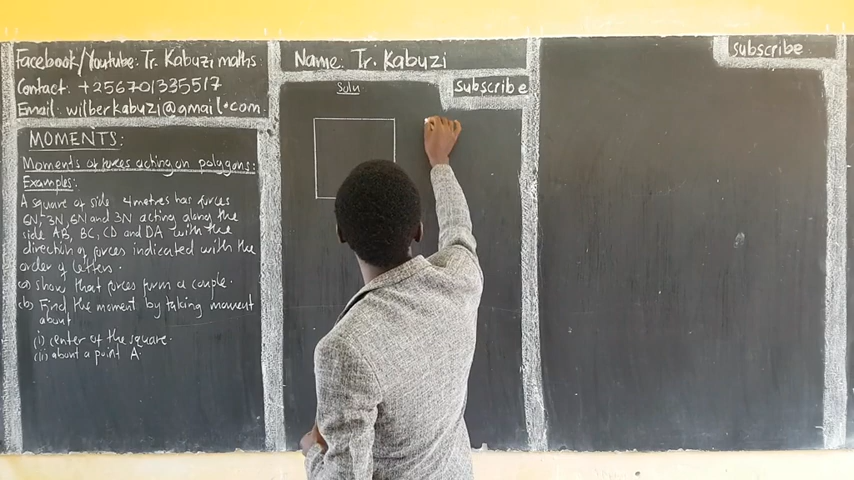 Facebook/Youtube: Tr. Kabuzi maths
Contact: +256701335517
Email: wilberkabuzi@gmail.com
MOMENTS:
Moments of forces acting on polygons:
Examples:
A square of side 4metres has forces
6N, 3N, 6N and 3N acting along the
side AB, BC, CD and DA with the
direction of forces indicated with the
order of letters.
(a) show that forces form a couple.
(b) Find the moment by taking moment
about
(i) center of the square.
(ii) about a point A.
Name: Tr. Kabuzi
Soln
Subscribe
subscribe